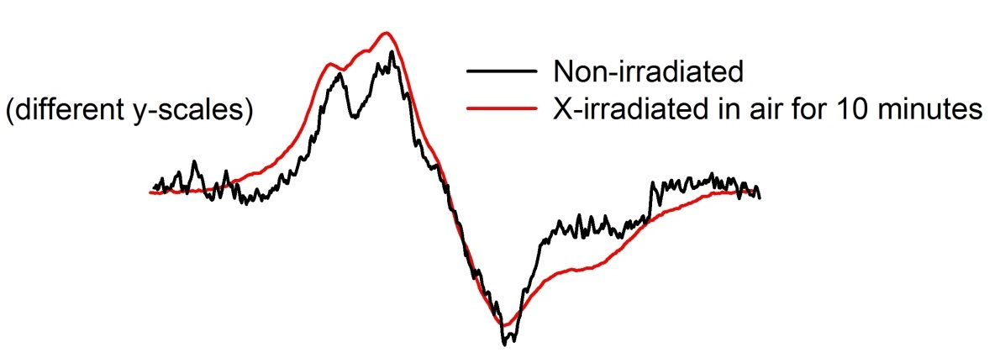 Non-irradiated
(different y-scales)
X-irradiated in air for 10 minutes